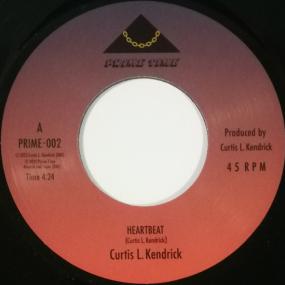 PRIME TIME
A
PRIME-002
Time 4:24
Produced by
Curtis L. Kendrick
45 RPM
HEARTBEAT
(Curtis L. Kendrick)
Curtis L. Kendrick